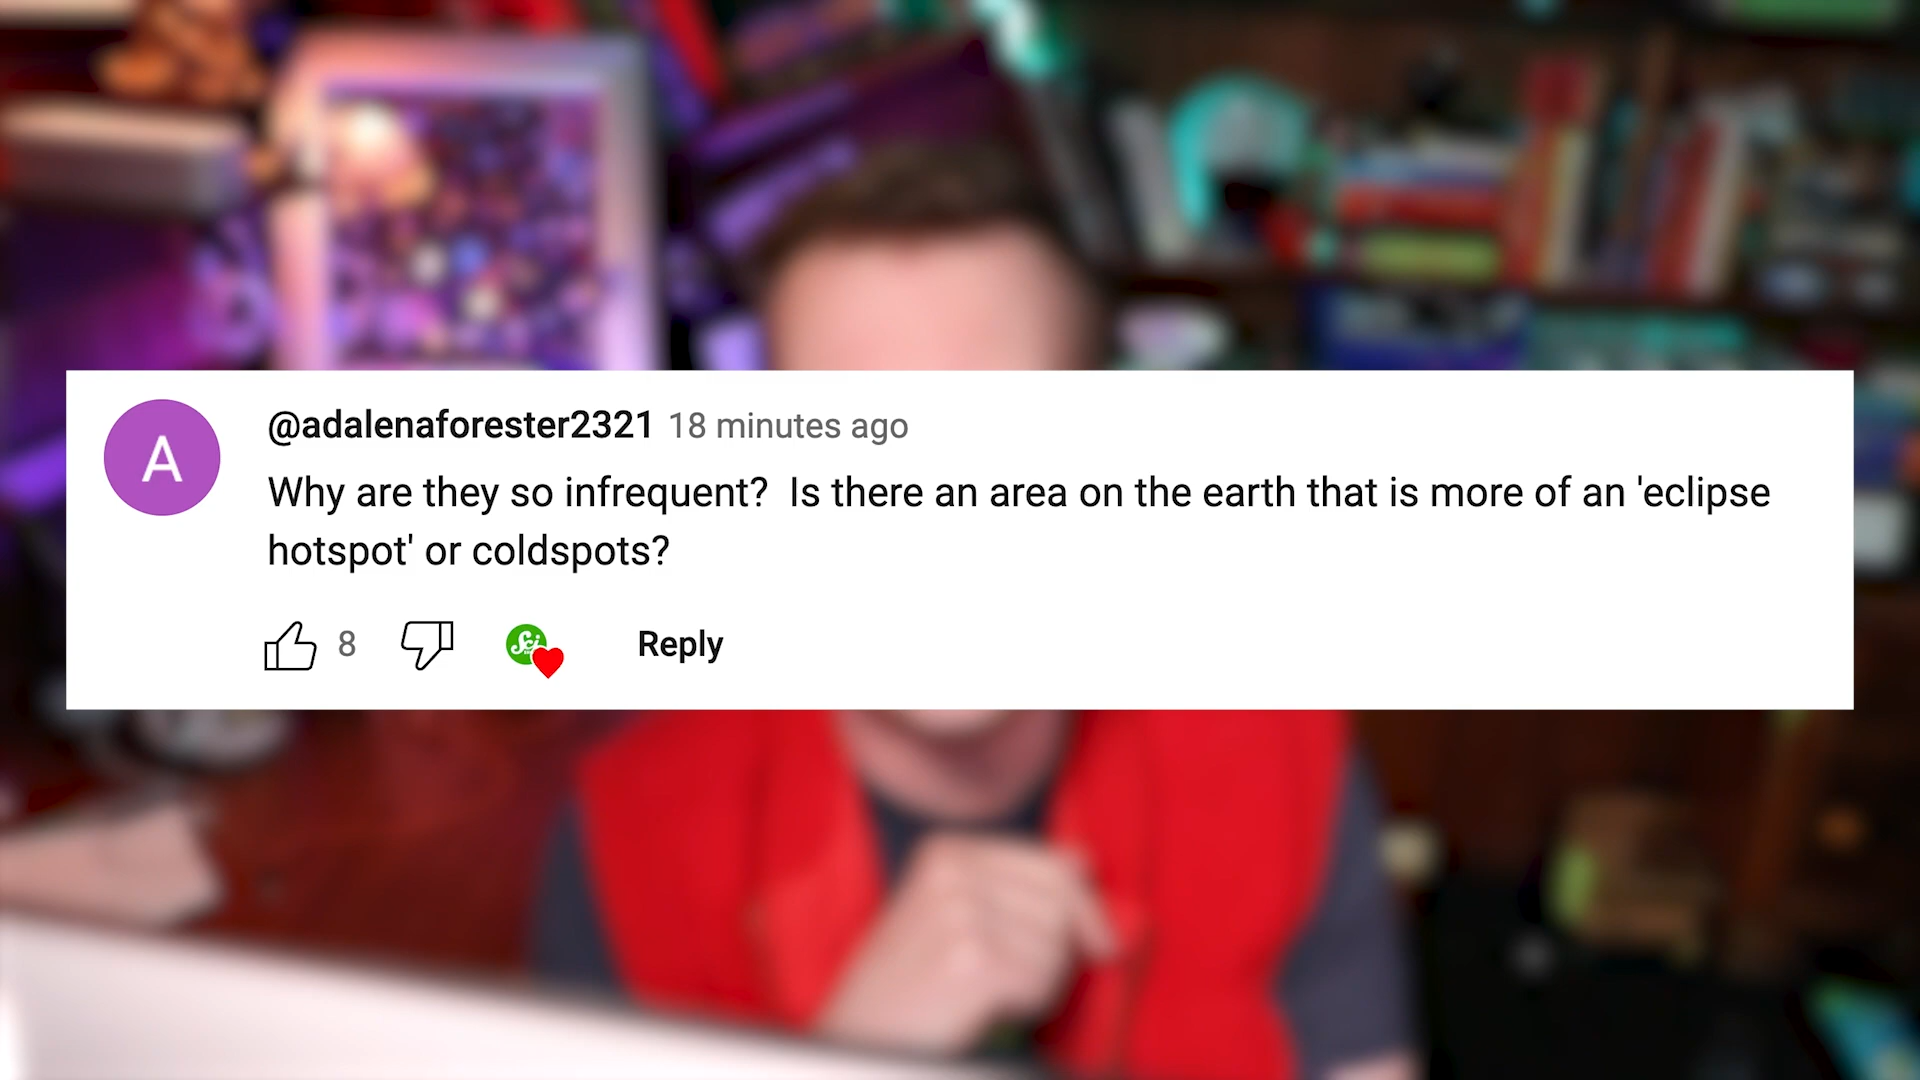 A
@adalenaforester2321 18 minutes ago
Why are they so infrequent?  Is there an area on the earth that is more of an 'eclipse
hotspot' or coldspots?
8 Sci Reply